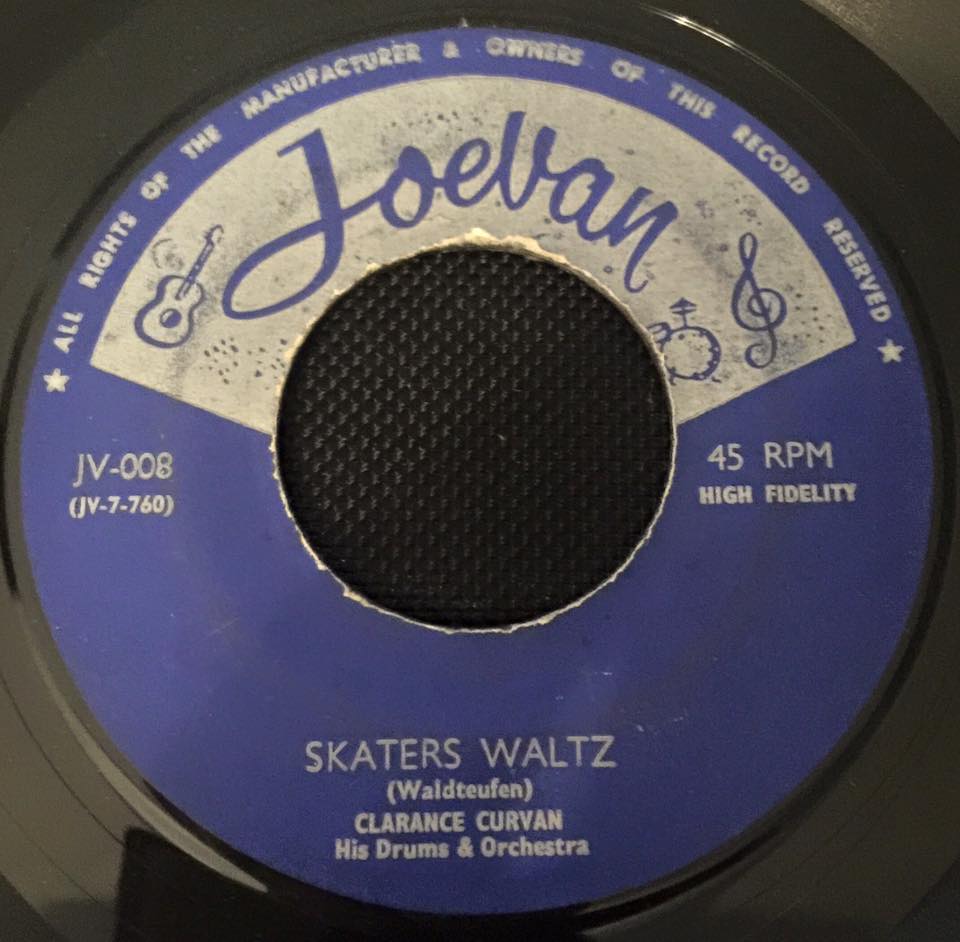 ALL RIGHTS OF THE MANUFACTURER & OWNERS OF THIS RECORD RESERVED
Joevan
JV-008
(JV-7-760)
45 RPM
HIGH FIDELITY
SKATERS WALTZ
(Waldteufen)
CLARANCE CURVAN
His Drums & Orchestra